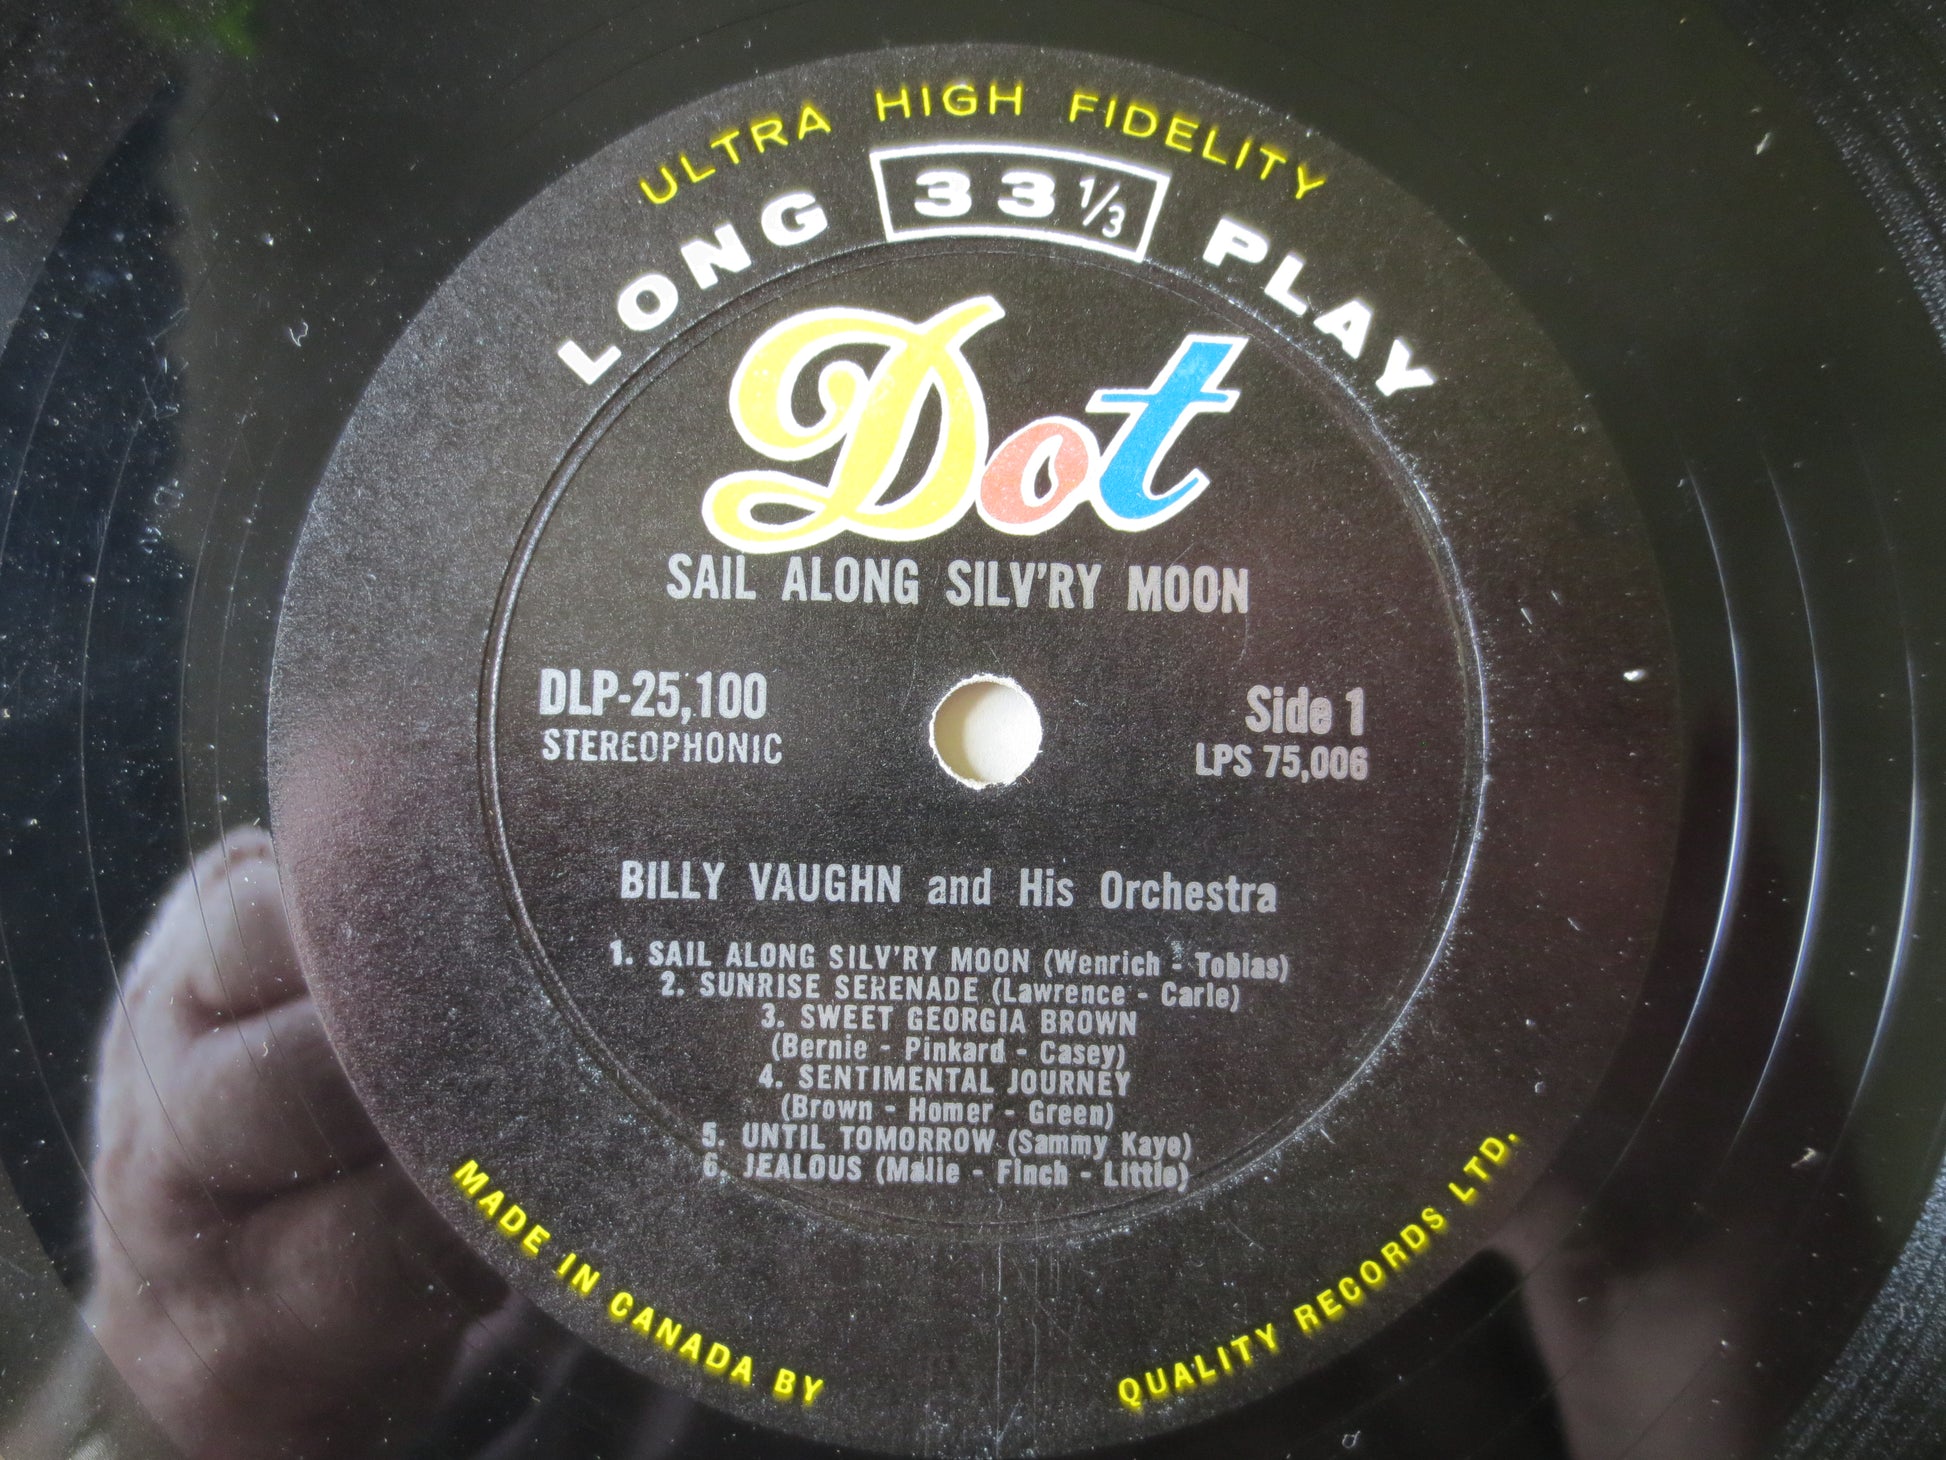 ULTRA HIGH FIDELITY
LONG 33 1/3 PLAY
Dot
SAIL ALONG SILV'RY MOON
DLP-25,100
STEREOPHONIC
Side 1
LPS 75,006
BILLY VAUGHN and His Orchestra
1. SAIL ALONG SILV'RY MOON (Wenrich - Tobias)
2. SUNRISE SERENADE (Lawrence - Carle)
3. SWEET GEORGIA BROWN
(Bernie - Pinkard - Casey)
4. SENTIMENTAL JOURNEY
(Brown - Homer - Green)
5. UNTIL TOMORROW (Sammy Kaye)
6. JEALOUS (Malie - Finch - Little)
MADE IN CANADA BY
QUALITY RECORDS LTD.